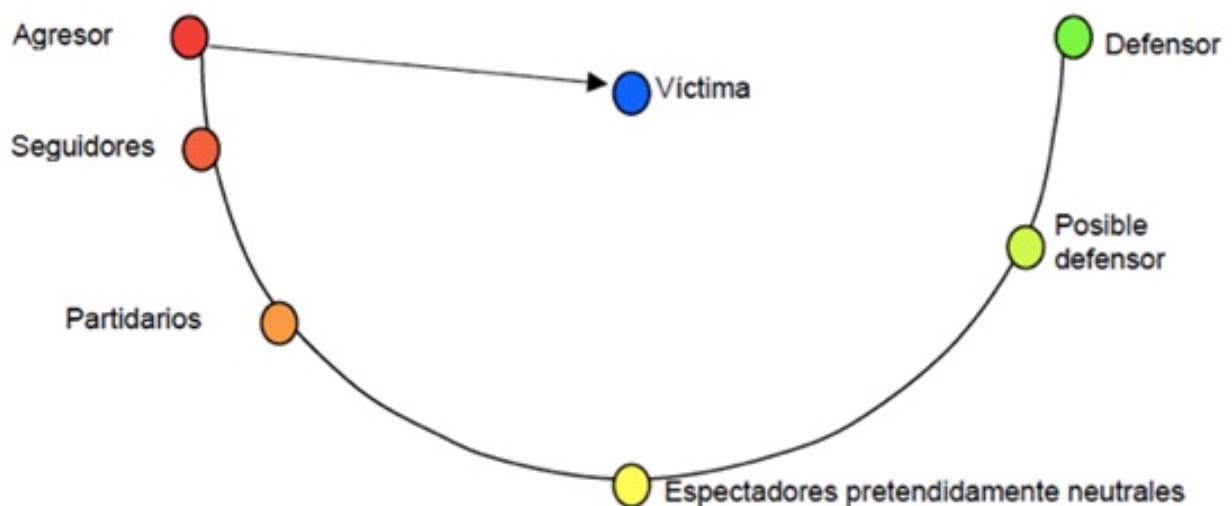 Agresor
Defensor
Víctima
Seguidores
Posible
defensor
Partidarios
Espectadores pretendidamente neutrales